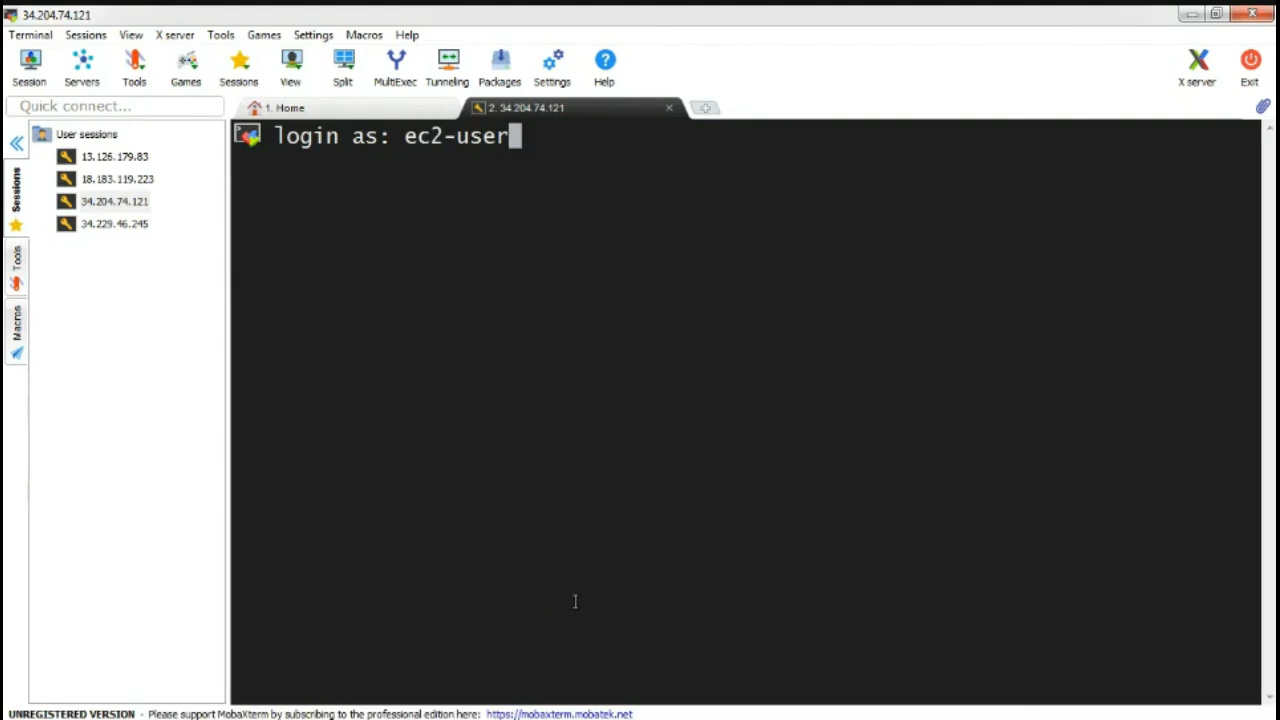 34.204.74.121
Terminal Sessions View X server Tools Games Settings Macros Help
Session Servers Tools Games Sessions View Split MultiExec Tunneling Packages Settings Help X server Exit
Quick connect...
1. Home
2. 34.204.74.121
User sessions
13.126.179.83
18.183.119.223
34.204.74.121
34.229.46.245
Sessions
Tools
Macros
login as: ec2-user
UNREGISTERED VERSION - Please support MobaXterm by subscribing to the professional edition here: https://mobaxterm.mobatek.net